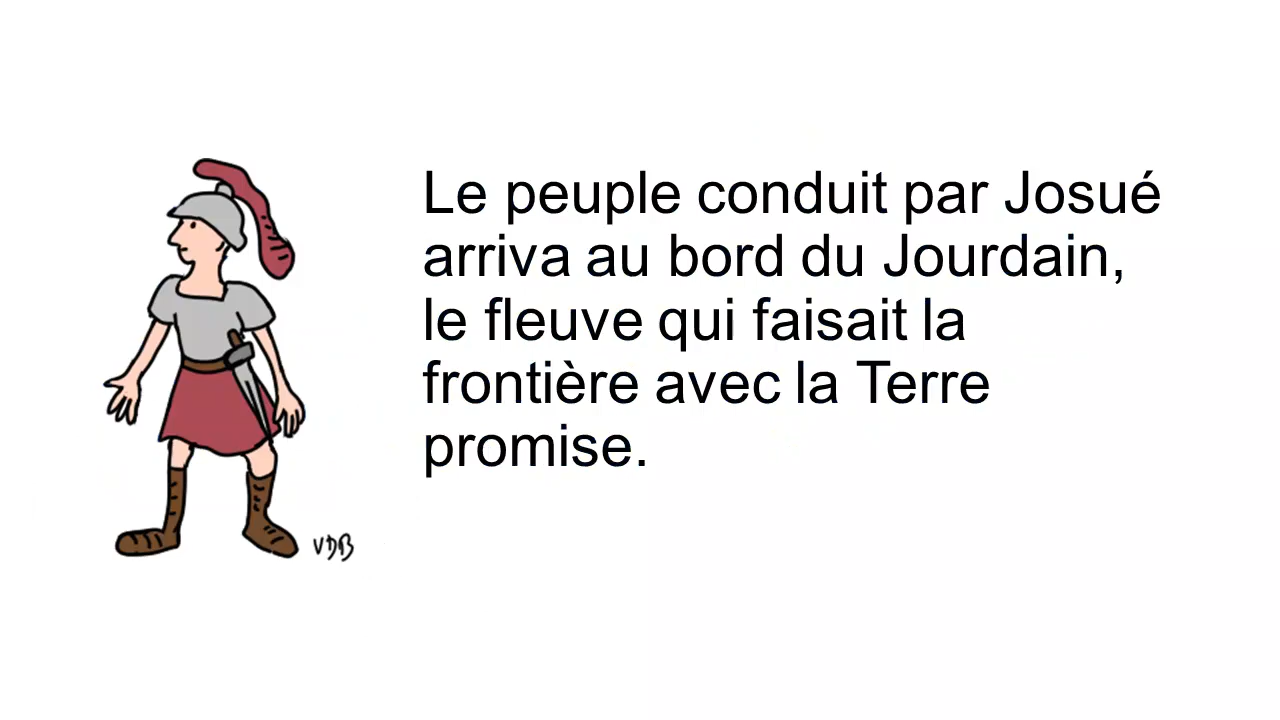 Le peuple conduit par Josué
arriva au bord du Jourdain,
le fleuve qui faisait la
frontière avec la Terre
promise.
VDB